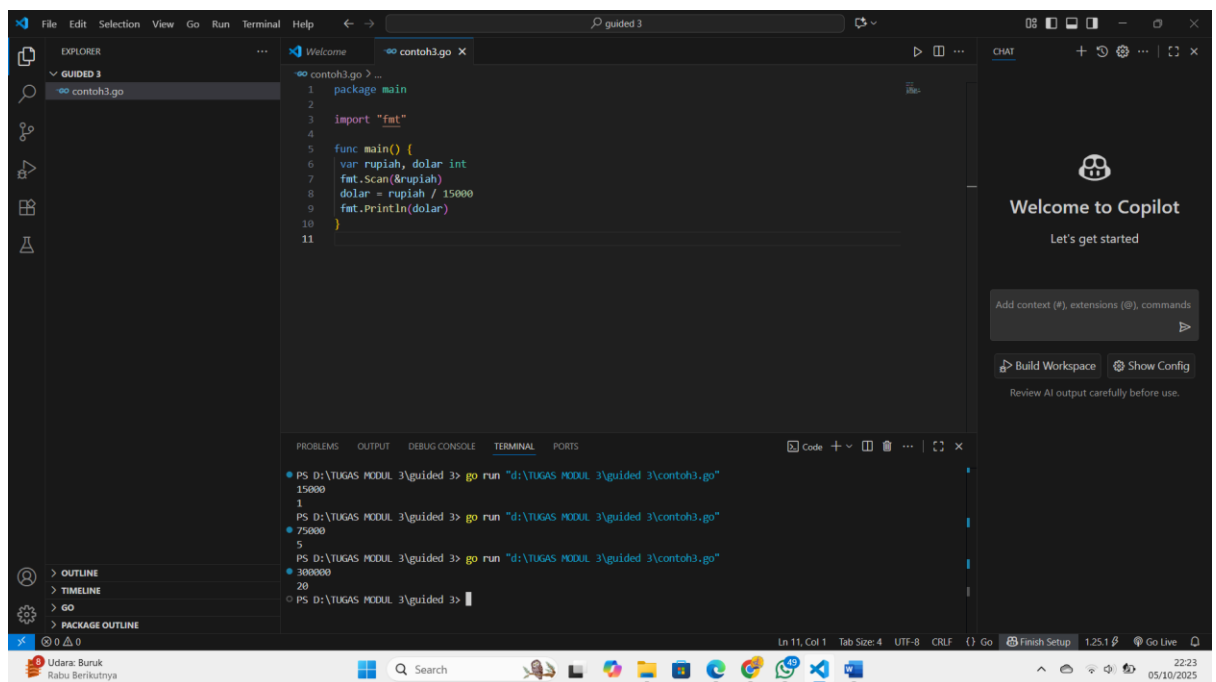 File Edit Selection View Go Run Terminal Help
guided 3
EXPLORER
GUIDED 3
contoh3.go
OUTLINE
TIMELINE
GO
PACKAGE OUTLINE
Welcome
contoh3.go
contoh3.go > ...
1 package main
2
3 import "fmt"
4
5 func main() {
6 var rupiah, dolar int
7 fmt.Scan(&rupiah)
8 dolar = rupiah / 15000
9 fmt.Println(dolar)
10 }
11
PROBLEMS OUTPUT DEBUG CONSOLE TERMINAL PORTS
Code
PS D:\TUGAS MODUL 3\guided 3> go run "d:\TUGAS MODUL 3\guided 3\contoh3.go"
15000
1
PS D:\TUGAS MODUL 3\guided 3> go run "d:\TUGAS MODUL 3\guided 3\contoh3.go"
75000
5
PS D:\TUGAS MODUL 3\guided 3> go run "d:\TUGAS MODUL 3\guided 3\contoh3.go"
300000
20
PS D:\TUGAS MODUL 3\guided 3>
CHAT
Welcome to Copilot
Let's get started
Add context (#), extensions (@), commands
Build Workspace Show Config
Review AI output carefully before use.
0 0 Ln 11, Col 1 Tab Size: 4 UTF-8 CRLF {} Go Finish Setup 1.25.1 Go Live
8 Udara: Buruk
Rabu Berikutnya
Search
49
22:23
05/10/2025